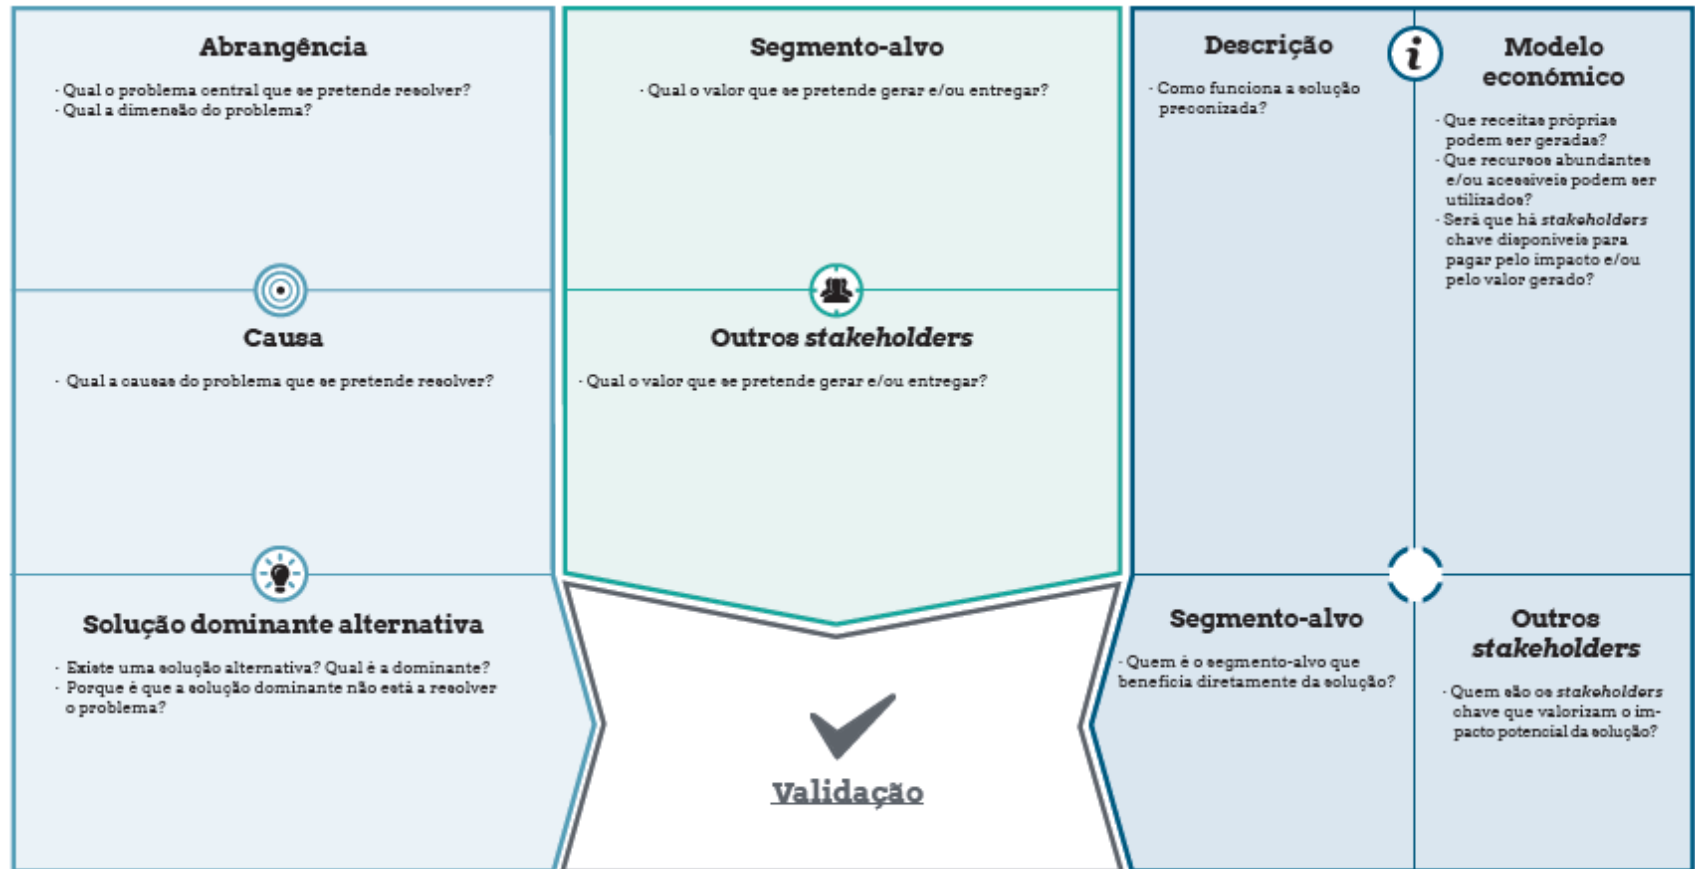 Abrangência
- Qual o problema central que se pretende resolver?
- Qual a dimensão do problema?
Causa
- Qual a causas do problema que se pretende resolver?
Solução dominante alternativa
- Existe uma solução alternativa? Qual é a dominante?
- Porque é que a solução dominante não está a resolver
o problema?
Segmento-alvo
- Qual o valor que se pretende gerar e/ou entregar?
Outros stakeholders
- Qual o valor que se pretende gerar e/ou entregar?
Validação
Descrição
- Como funciona a solução
preconizada?
i
Modelo
económico
- Que receitas próprias
podem ser geradas?
- Que recursos abundantes
e/ou acessíveis podem ser
utilizados?
- Será que há stakeholders
chave disponíveis para
pagar pelo impacto e/ou
pelo valor gerado?
Segmento-alvo
- Quem é o segmento-alvo que
beneficia diretamente da solução?
Outros
stakeholders
- Quem são os stakeholders
chave que valorizam o im-
pacto potencial da solução?